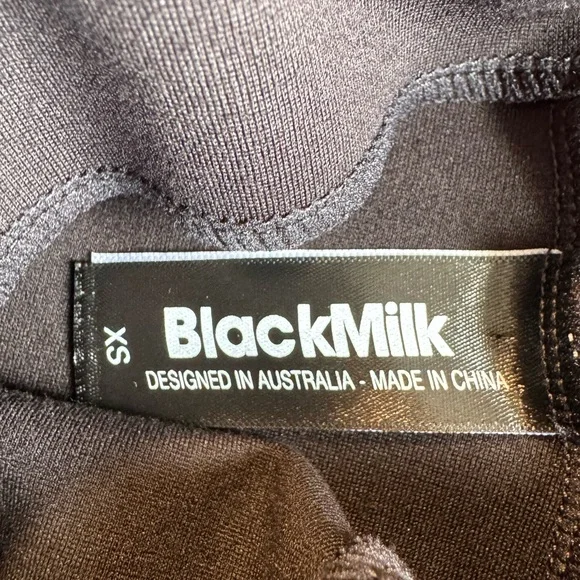 XS
BlackMilk
DESIGNED IN AUSTRALIA - MADE IN CHINA